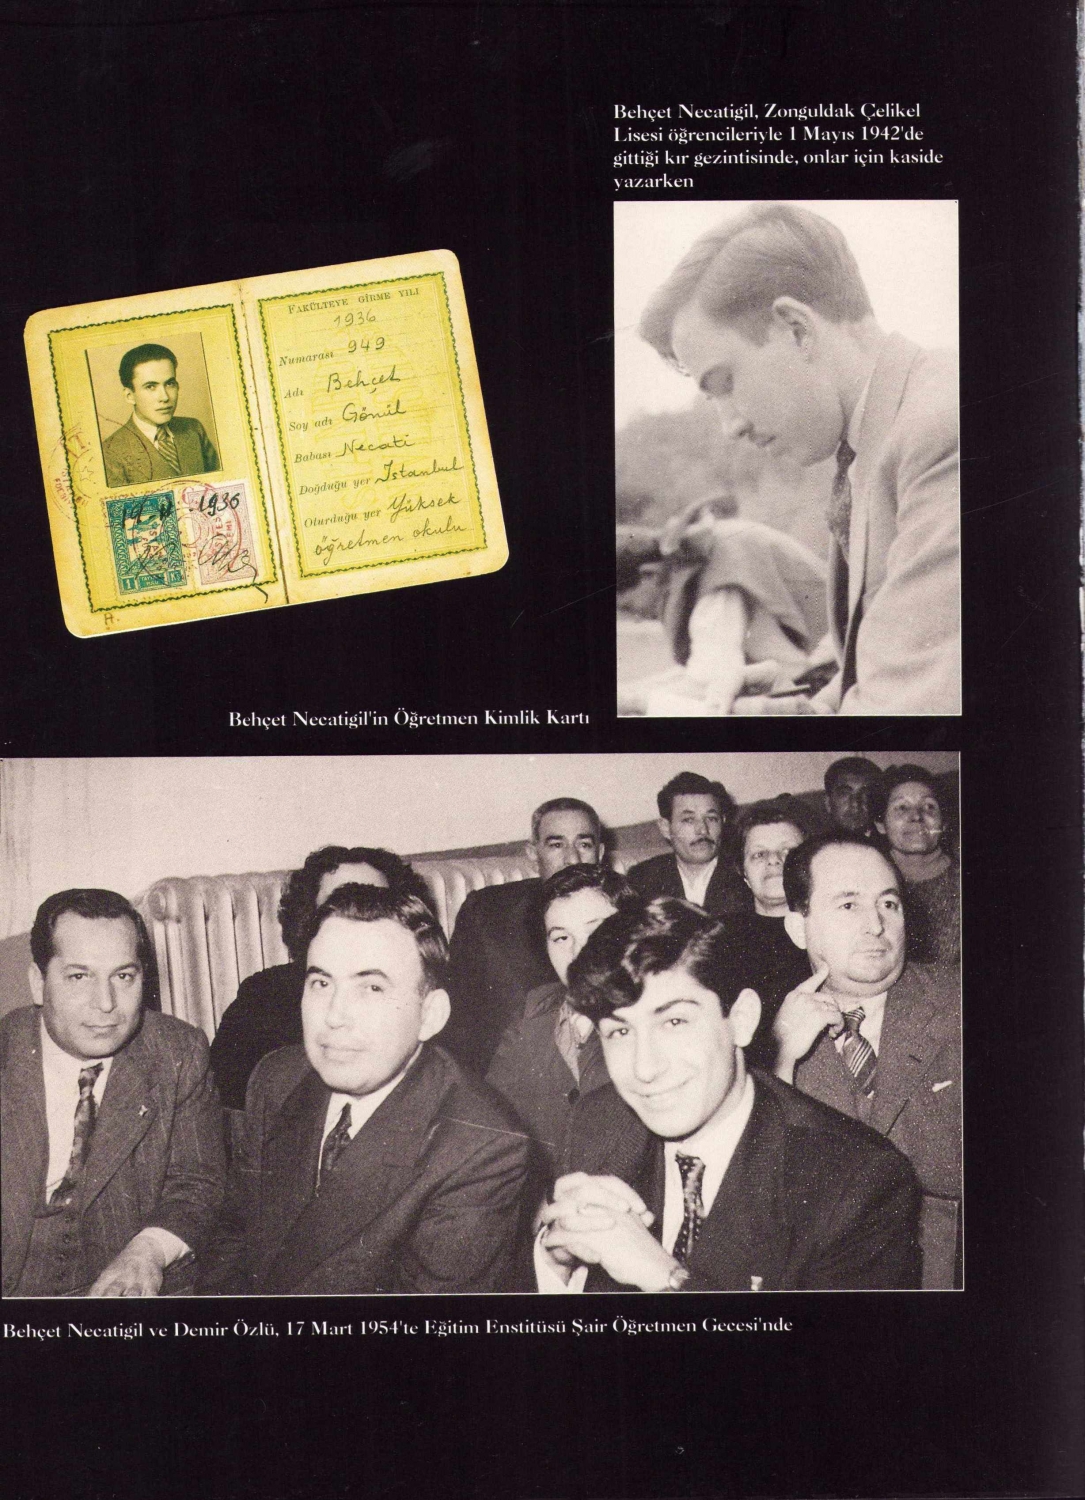 Behçet Necatigil, Zonguldak Çelikel
Lisesi öğrencileriyle 1 Mayıs 1942'de
gittiği kır gezintisinde, onlar için kaside
yazarken
FAKÜLTEYE GİRME YILI
1936
Numarası 949
Adı Behçet
Soy adı Gönül
Babası Necati
Doğduğu yer İstanbul
Oturduğu yer Yüksek
öğretmen okulu
1936
1
A.
Behçet Necatigil'in Öğretmen Kimlik Kartı
Behçet Necatigil ve Demir Özlü, 17 Mart 1954'te Eğitim Enstitüsü Şair Öğretmen Gecesi'nde